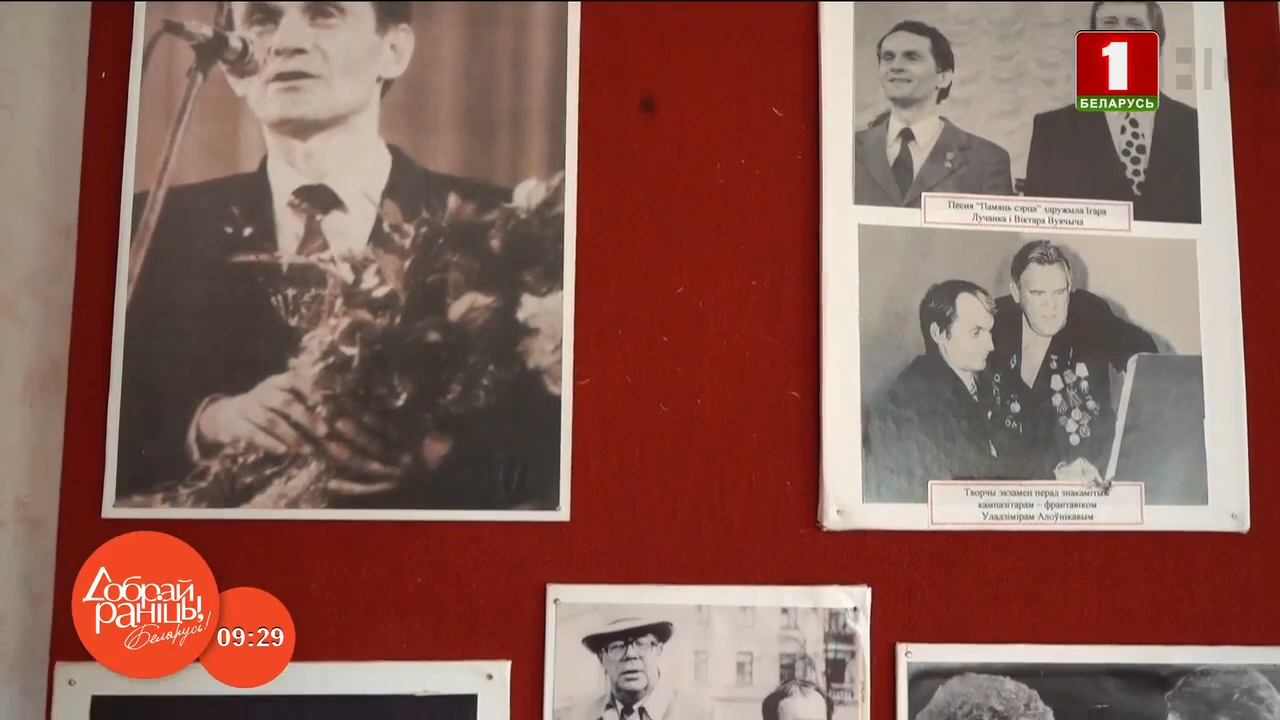 1
БЕЛАРУСЬ
Песня "Памяць сэрца" здружыла Ігара
Лучанка і Віктара Вуячыча
Творчы экзамен перад знакамітым
кампазітарам – франтавіком
Уладзімірам Алоўнікавым
Добрай
раніцы,
Беларусь!
09:29